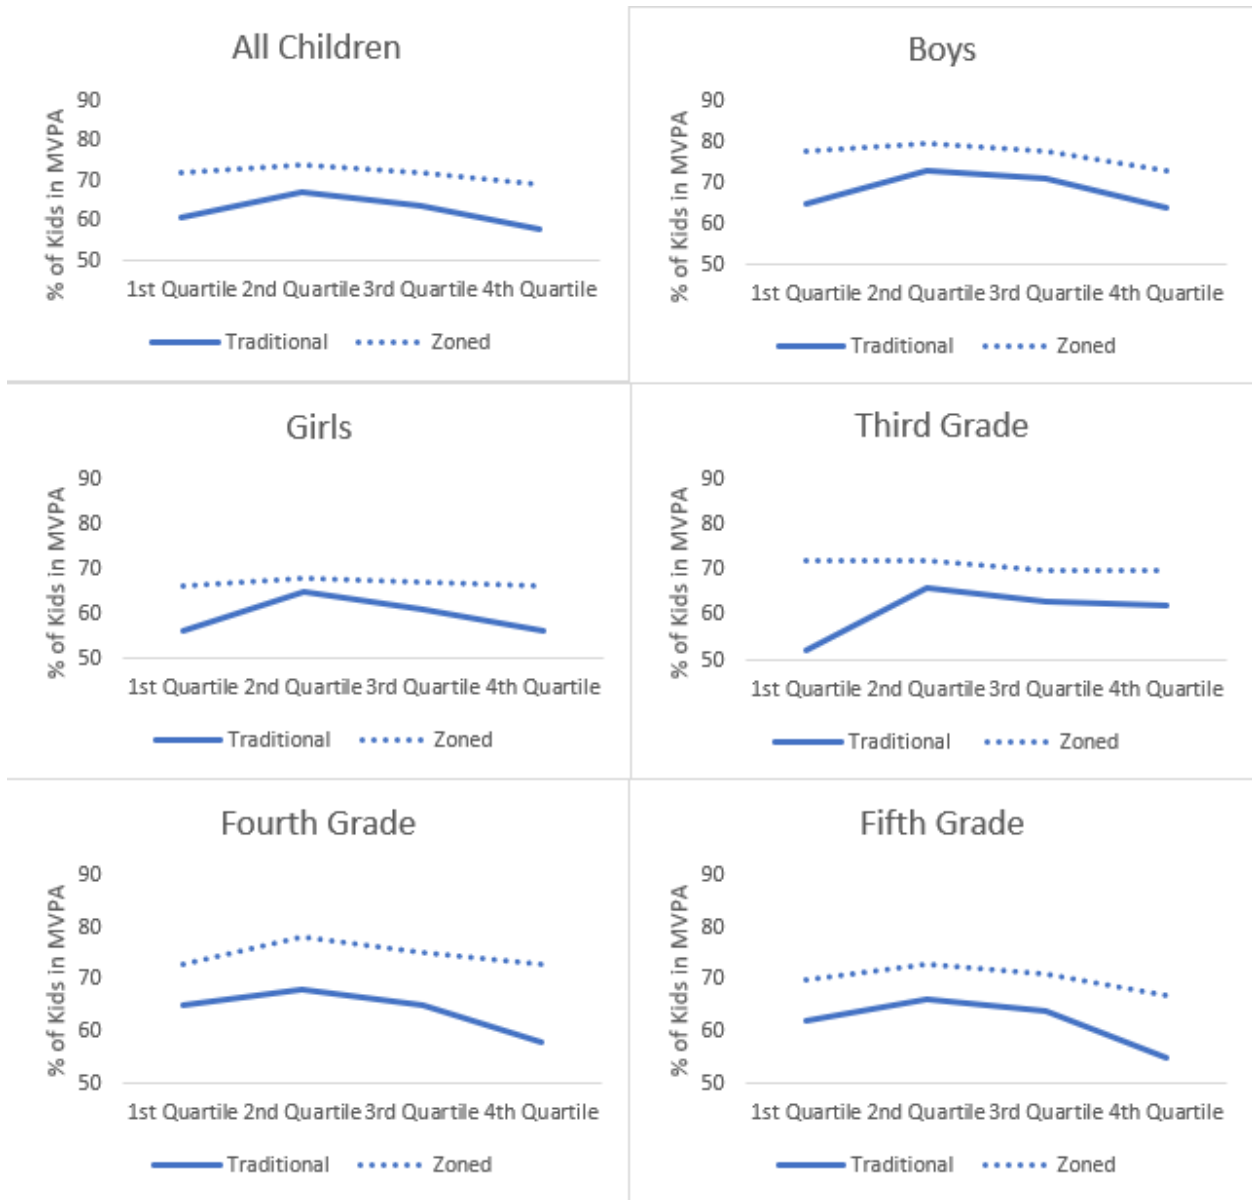 All Children
% of Kids in MVPA
90
80
70
60
50
1st Quartile 2nd Quartile 3rd Quartile 4th Quartile
Traditional Zoned
Boys
% of Kids in MVPA
90
80
70
60
50
1st Quartile 2nd Quartile 3rd Quartile 4th Quartile
Traditional Zoned
Girls
% of Kids in MVPA
90
80
70
60
50
1st Quartile 2nd Quartile 3rd Quartile 4th Quartile
Traditional Zoned
Third Grade
% of Kids in MVPA
90
80
70
60
50
1st Quartile 2nd Quartile 3rd Quartile 4th Quartile
Traditional Zoned
Fourth Grade
% of Kids in MVPA
90
80
70
60
50
1st Quartile 2nd Quartile 3rd Quartile 4th Quartile
Traditional Zoned
Fifth Grade
% of Kids in MVPA
90
80
70
60
50
1st Quartile 2nd Quartile 3rd Quartile 4th Quartile
Traditional Zoned